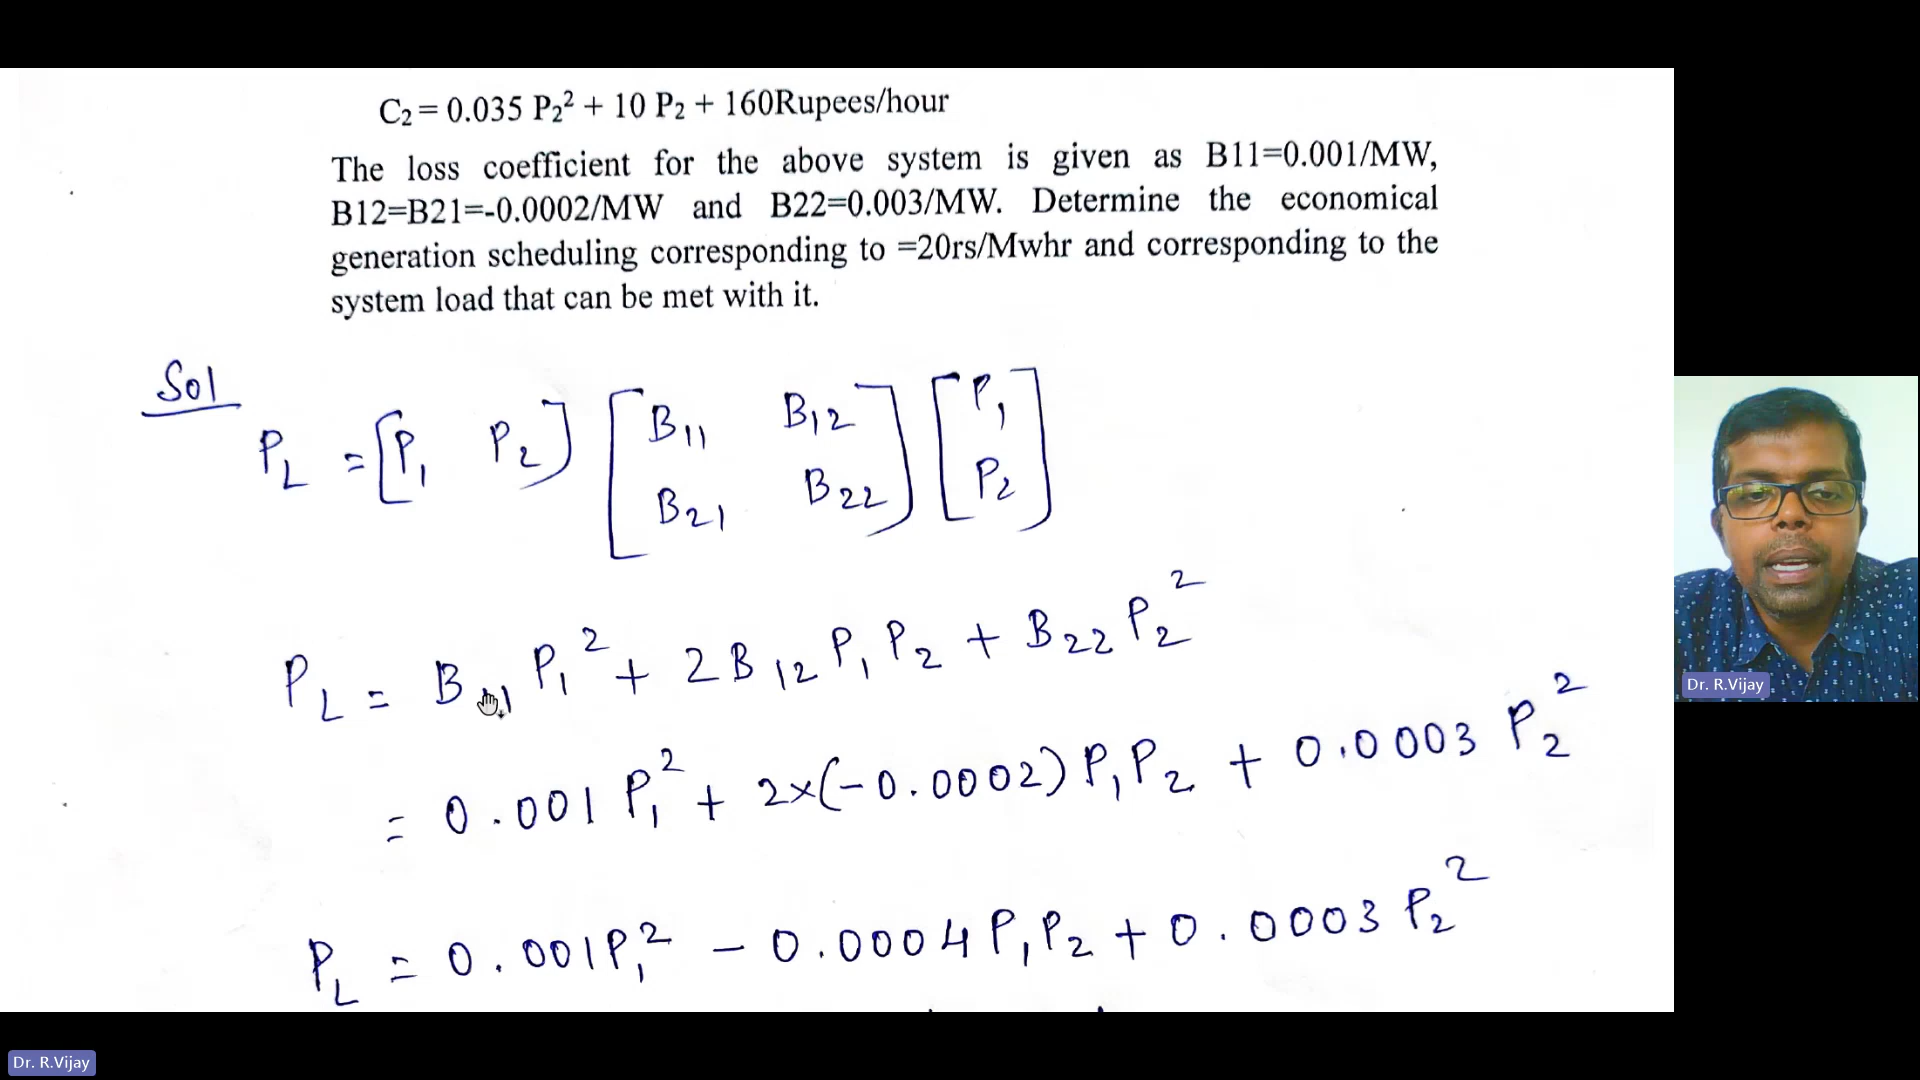 C₂ = 0.035 P₂² + 10 P₂ + 160Rupees/hour
The loss coefficient for the above system is given as B11=0.001/MW,
B12=B21=-0.0002/MW and B22=0.003/MW. Determine the economical
generation scheduling corresponding to =20rs/Mwhr and corresponding to the
system load that can be met with it.
Sol
P_L = [P₁ P₂] [B₁₁ B₁₂ B₂₁ B₂₂] [P₁ P₂]
P_L = B₁₁ P₁² + 2 B₁₂ P₁ P₂ + B₂₂ P₂²
= 0.001 P₁² + 2×(-0.0002) P₁P₂ + 0.0003 P₂²
P_L = 0.001P₁² - 0.0004 P₁P₂ + 0.0003 P₂²
Dr. R.Vijay
Dr. R.Vijay